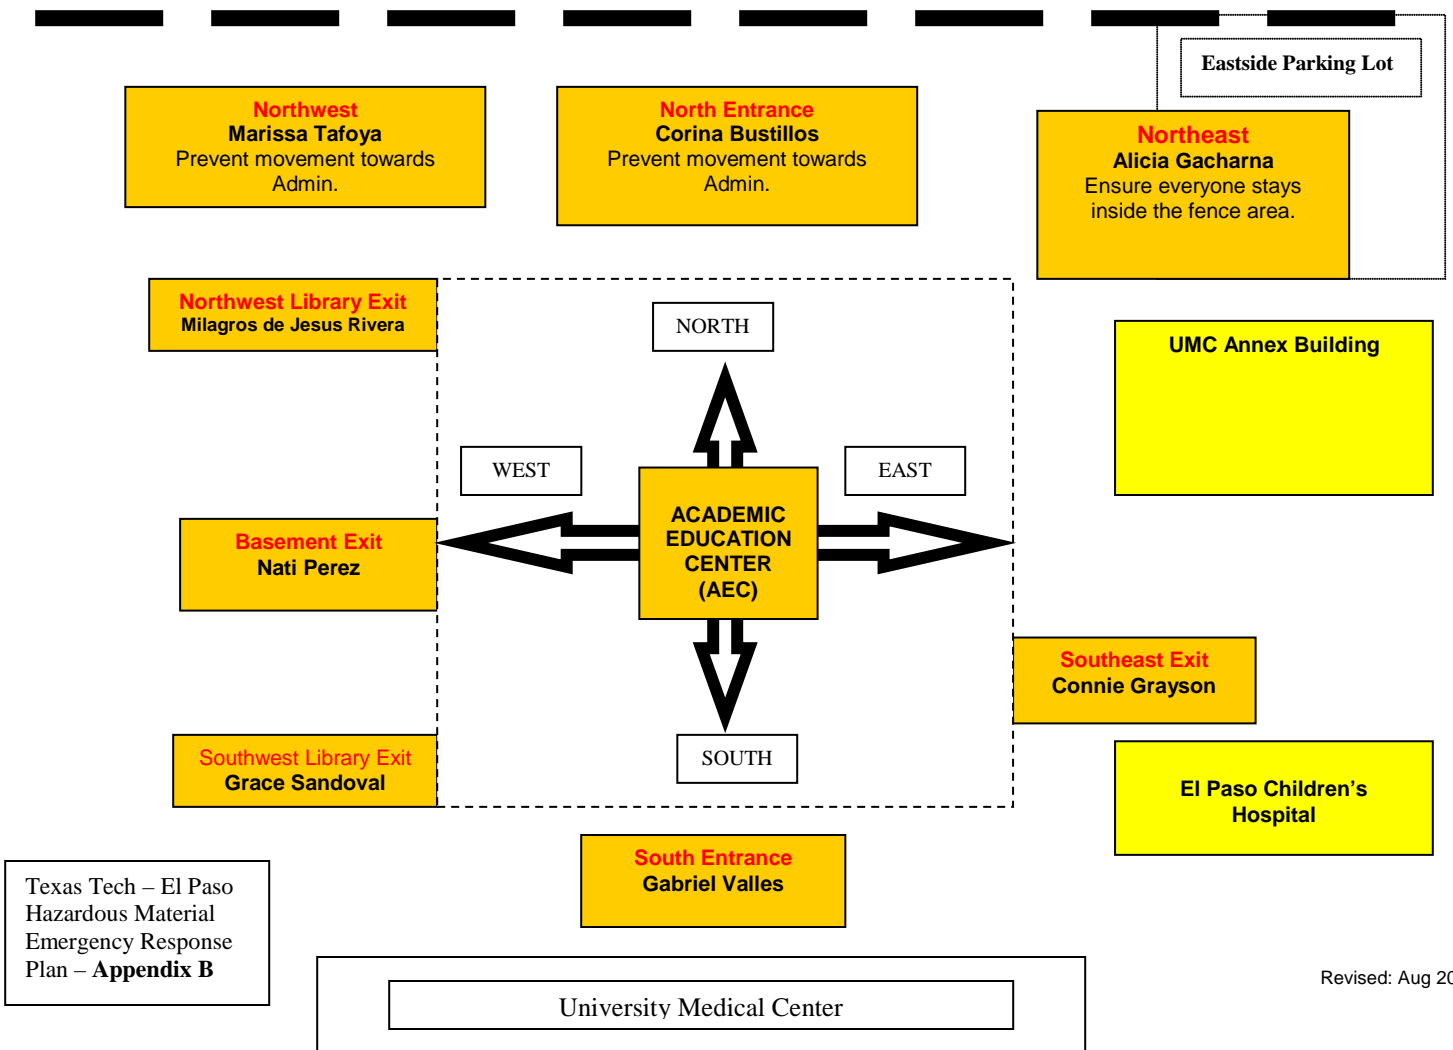 Eastside Parking Lot
Northwest
Marissa Tafoya
Prevent movement towards
Admin.
North Entrance
Corina Bustillos
Prevent movement towards
Admin.
Northeast
Alicia Gacharna
Ensure everyone stays
inside the fence area.
Northwest Library Exit
Milagros de Jesus Rivera
NORTH
UMC Annex Building
WEST
EAST
ACADEMIC
EDUCATION
CENTER
(AEC)
Basement Exit
Nati Perez
Southeast Exit
Connie Grayson
Southwest Library Exit
Grace Sandoval
SOUTH
El Paso Children’s
Hospital
South Entrance
Gabriel Valles
Texas Tech – El Paso
Hazardous Material
Emergency Response
Plan – Appendix B
University Medical Center
Revised: Aug 20